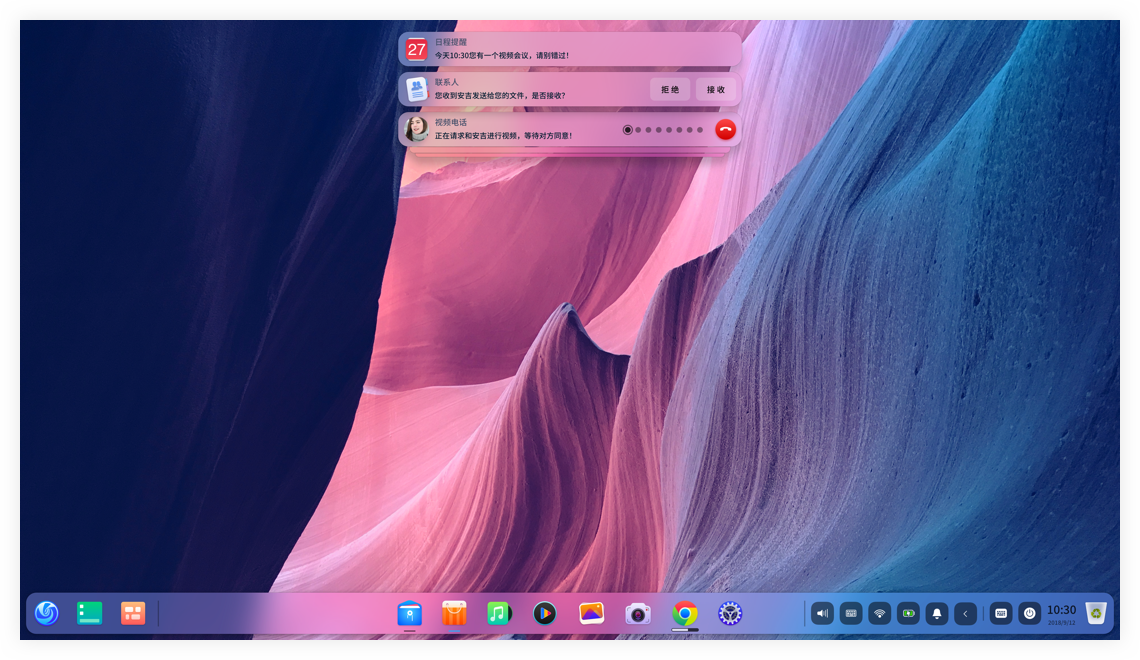 27
日程提醒
今天10:30您有一个视频会议，请别错过!
联系人
您收到安吉发送给您的文件，是否接收?
拒 绝
接 收
视频电话
正在请求和安吉进行视频，等待对方同意!
10:30
2018/9/12